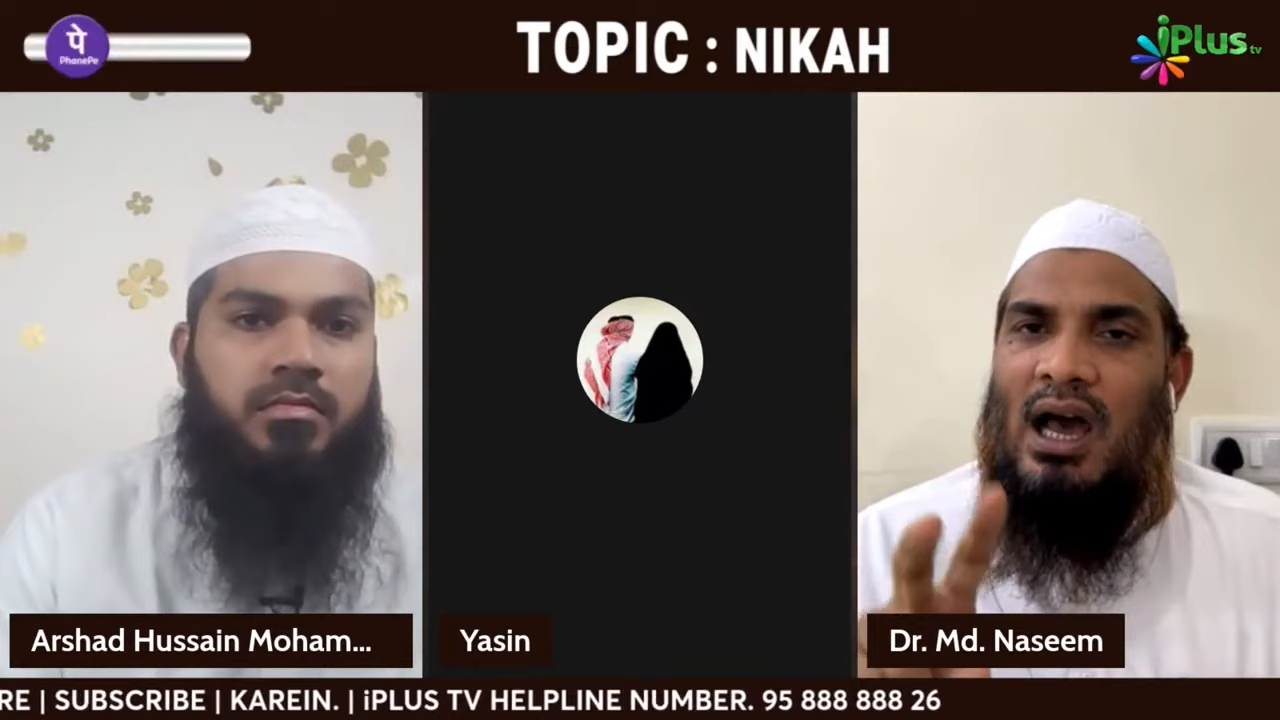 पे
PhonePe
TOPIC : NIKAH
iPlus tv
Arshad Hussain Moham...
Yasin
Dr. Md. Naseem
RE | SUBSCRIBE | KAREIN. | iPLUS TV HELPLINE NUMBER. 95 888 888 26